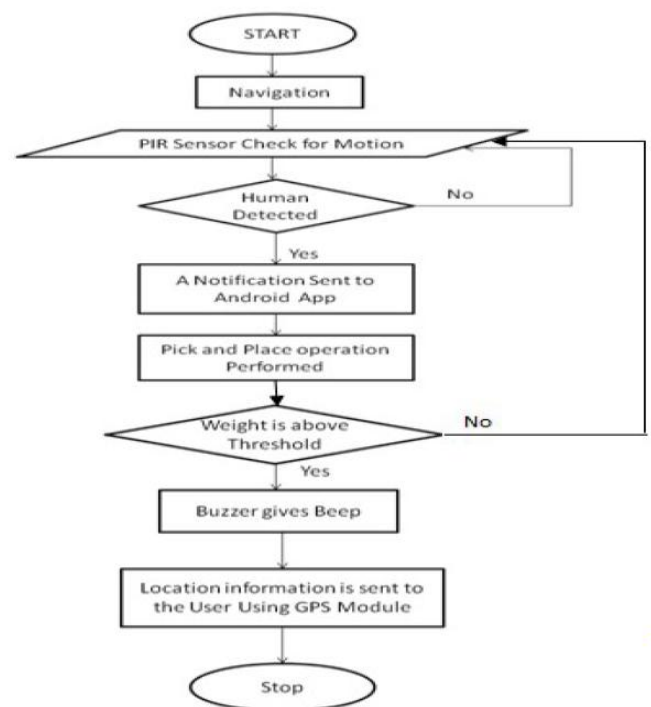 START
Navigation
PIR Sensor Check for Motion
Human
Detected
No
Yes
A Notification Sent to
Android App
Pick and Place operation
Performed
Weight is above
Threshold
No
Yes
Buzzer gives Beep
Location information is sent to
the User Using GPS Module
Stop